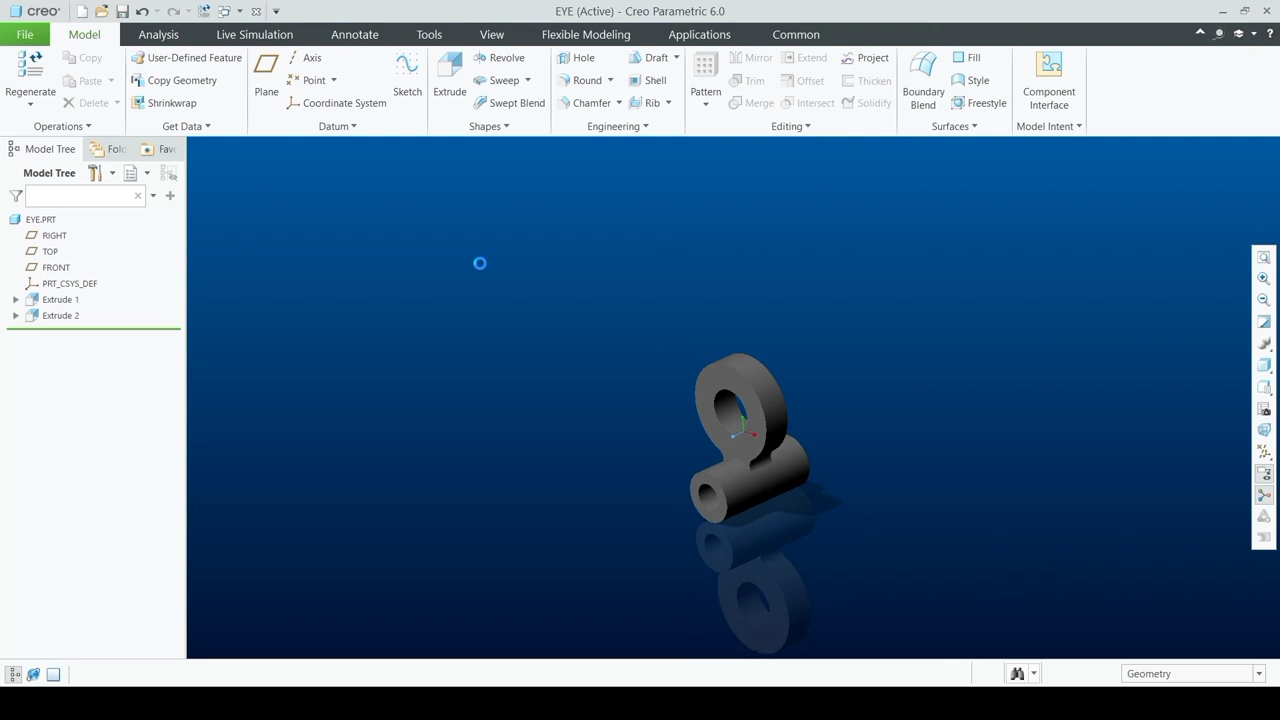 creo
EYE (Active) - Creo Parametric 6.0
File
Model
Analysis
Live Simulation
Annotate
Tools
View
Flexible Modeling
Applications
Common
Regenerate
Copy
Paste
Delete
Operations
User-Defined Feature
Copy Geometry
Shrinkwrap
Get Data
Plane
Axis
Point
Coordinate System
Sketch
Datum
Extrude
Revolve
Sweep
Swept Blend
Shapes
Hole
Round
Chamfer
Draft
Shell
Rib
Engineering
Pattern
Mirror
Trim
Merge
Extend
Offset
Intersect
Project
Thicken
Solidify
Editing
Boundary
Blend
Fill
Style
Freestyle
Surfaces
Component
Interface
Model Intent
Model Tree
Fol
Fav
Model Tree
EYE.PRT
RIGHT
TOP
FRONT
PRT_CSYS_DEF
Extrude 1
Extrude 2
Geometry